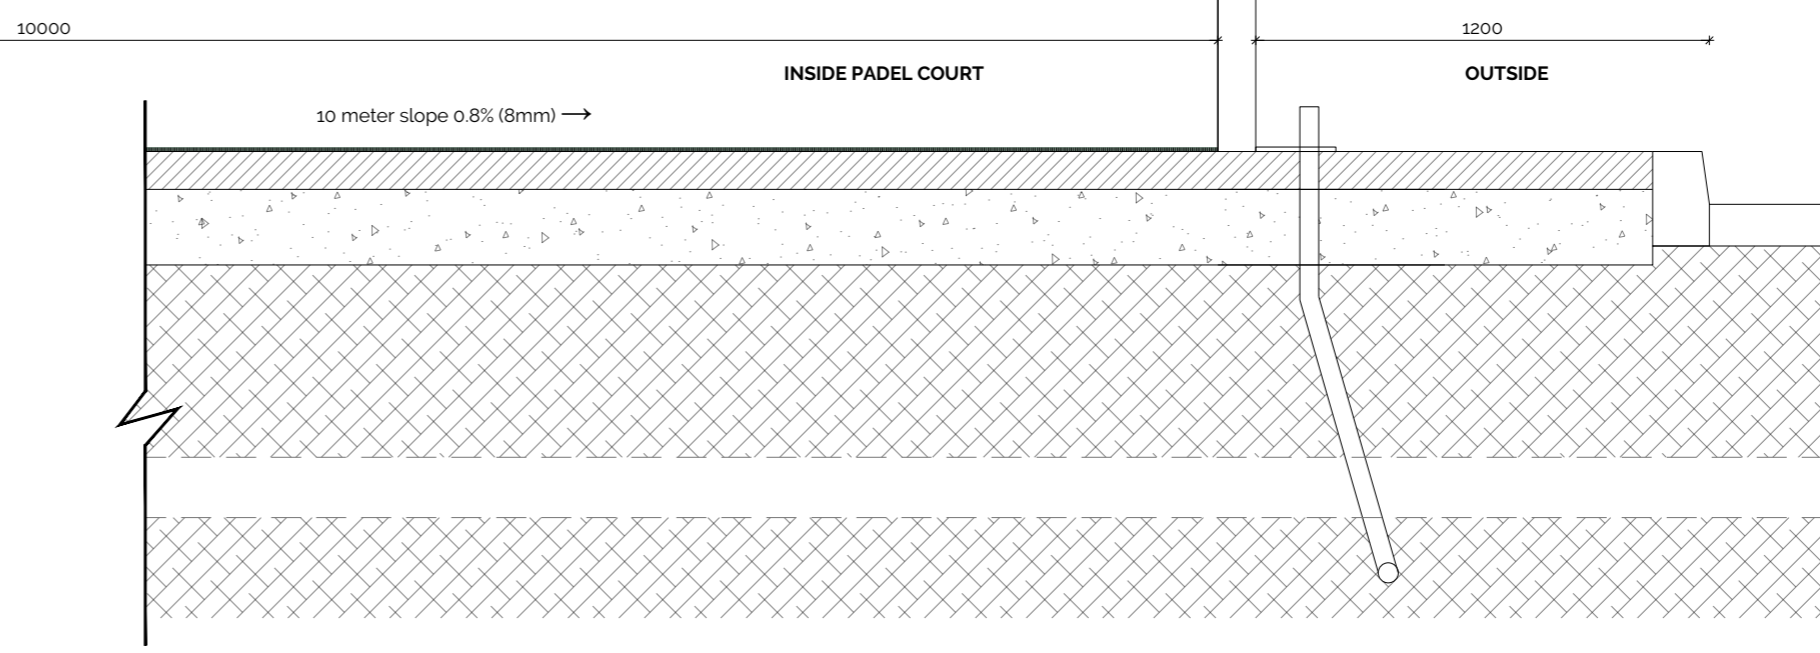 10000
1200
INSIDE PADEL COURT
OUTSIDE
10 meter slope 0.8% (8mm) →